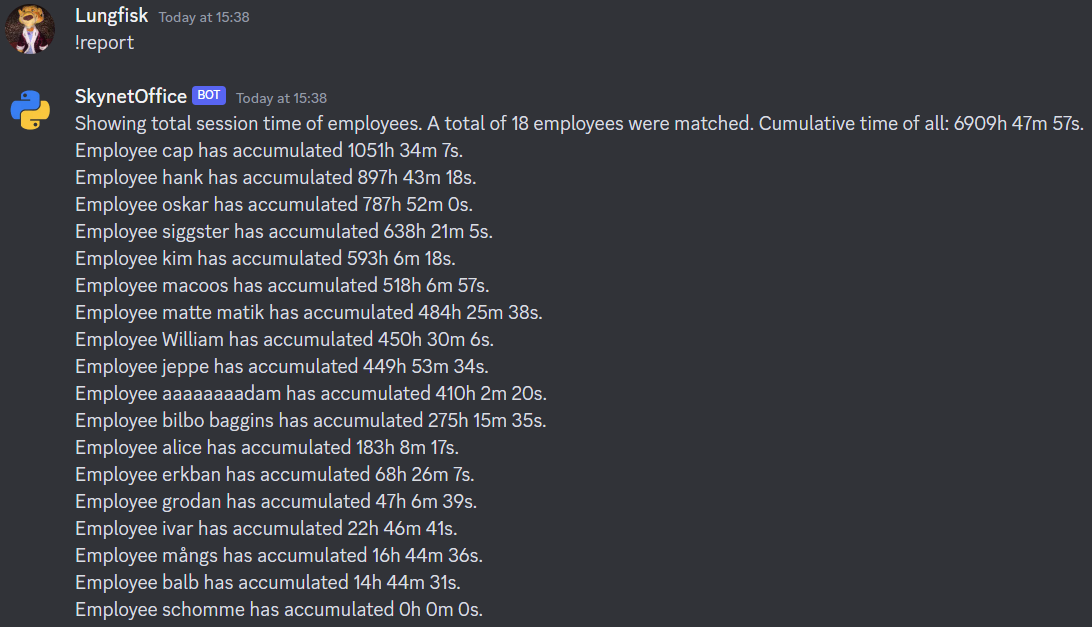 Lungfisk Today at 15:38
!report
SkynetOffice BOT Today at 15:38
Showing total session time of employees. A total of 18 employees were matched. Cumulative time of all: 6909h 47m 57s.
Employee cap has accumulated 1051h 34m 7s.
Employee hank has accumulated 897h 43m 18s.
Employee oskar has accumulated 787h 52m 0s.
Employee siggster has accumulated 638h 21m 5s.
Employee kim has accumulated 593h 6m 18s.
Employee macoos has accumulated 518h 6m 57s.
Employee matte matik has accumulated 484h 25m 38s.
Employee William has accumulated 450h 30m 6s.
Employee jeppe has accumulated 449h 53m 34s.
Employee aaaaaaaadam has accumulated 410h 2m 20s.
Employee bilbo baggins has accumulated 275h 15m 35s.
Employee alice has accumulated 183h 8m 17s.
Employee erkban has accumulated 68h 26m 7s.
Employee grodan has accumulated 47h 6m 39s.
Employee ivar has accumulated 22h 46m 41s.
Employee mångs has accumulated 16h 44m 36s.
Employee balb has accumulated 14h 44m 31s.
Employee schomme has accumulated 0h 0m 0s.